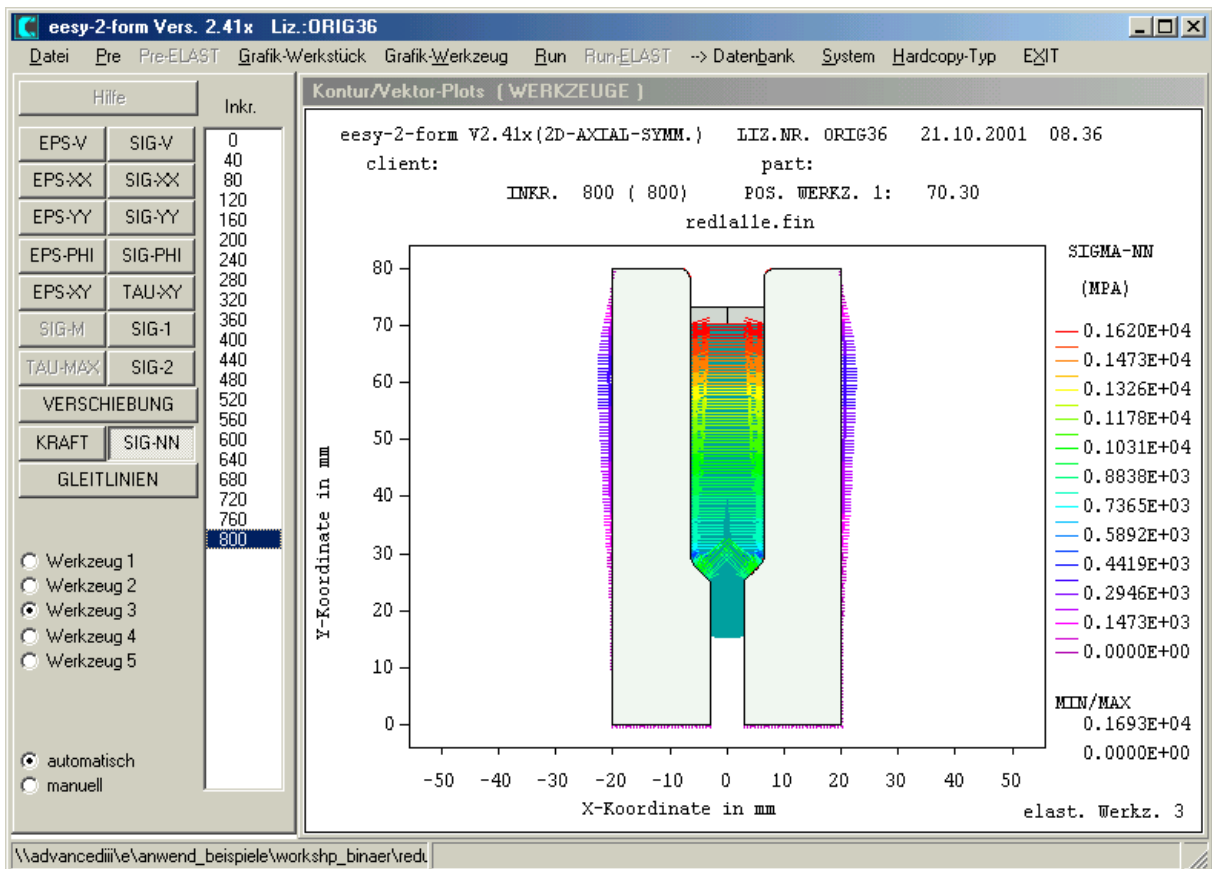 eesy-2-form Vers. 2.41x Liz.:ORIG36
Datei Pre Pre-ELAST Grafik-Werkstück Grafik-Werkzeug Run Run-ELAST --> Datenbank System Hardcopy-Typ EXIT
Hilfe
Inkr.
EPS-V SIG-V
EPS-XX SIG-XX
EPS-YY SIG-YY
EPS-PHI SIG-PHI
EPS-XY TAU-XY
SIG-M SIG-1
TAU-MAX SIG-2
VERSCHIEBUNG
KRAFT SIG-NN
GLEITLINIEN
0
40
80
120
160
200
240
280
320
360
400
440
480
520
560
600
640
680
720
760
800
Werkzeug 1
Werkzeug 2
Werkzeug 3
Werkzeug 4
Werkzeug 5
automatisch
manuell
Kontur/Vektor-Plots ( WERKZEUGE )
eesy-2-form V2.41x(2D-AXIAL-SYMM.) LIZ.NR. ORIG36 21.10.2001 08.36
client: part:
INKR. 800 ( 800) POS. WERKZ. 1: 70.30
redlalle.fin
80
70
60
50
40
30
20
10
0
Y-Koordinate in mm
-50 -40 -30 -20 -10 0 10 20 30 40 50
X-Koordinate in mm
SIGMA-NN
(MPA)
0.1620E+04
0.1473E+04
0.1326E+04
0.1178E+04
0.1031E+04
0.8838E+03
0.7365E+03
0.5892E+03
0.4419E+03
0.2946E+03
0.1473E+03
0.0000E+00
MIN/MAX
0.1693E+04
0.0000E+00
elast. Werkz. 3
\\advancediii\e\anwend_beispiele\workshp_binaer\redu